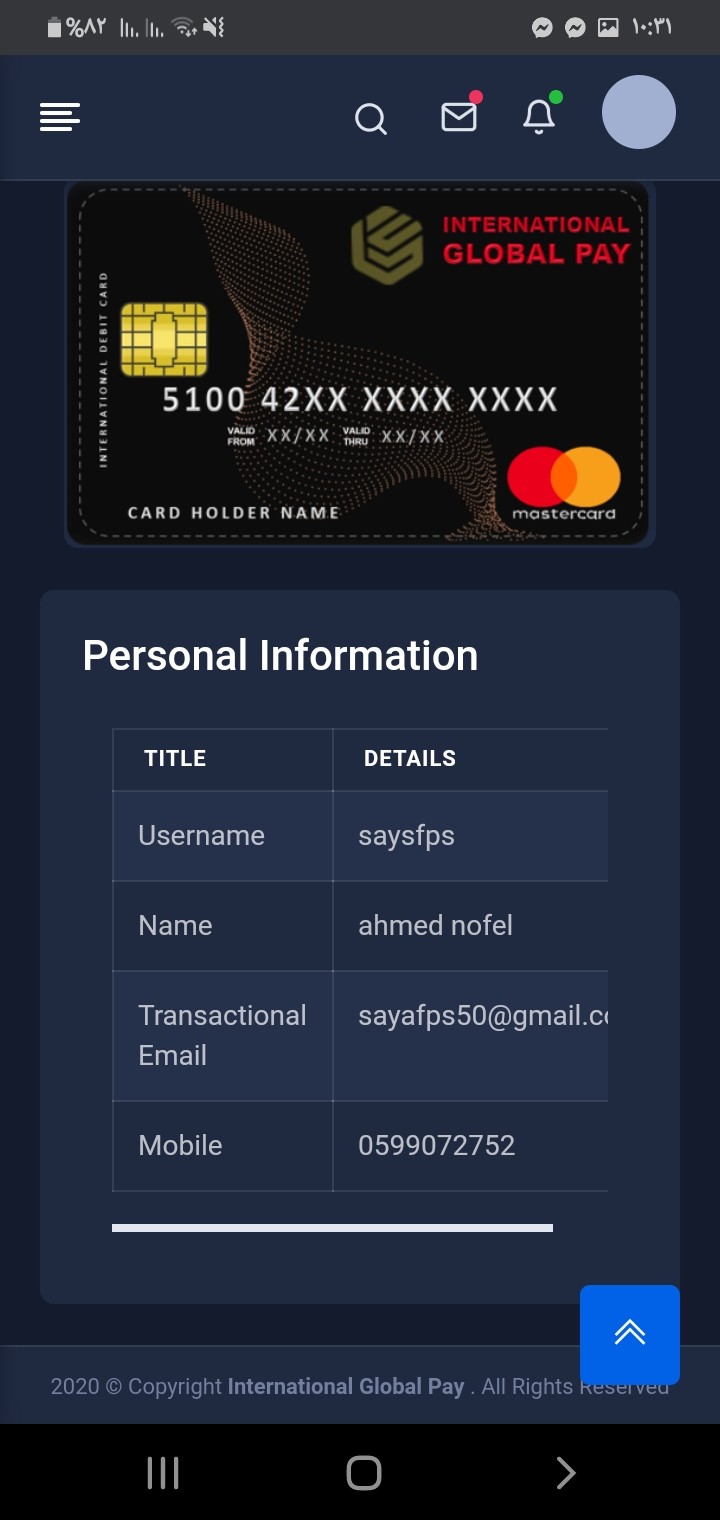 %٨٢
١٠:٣١
INTERNATIONAL
GLOBAL PAY
INTERNATIONAL DEBIT CARD
5100 42XX XXXX XXXX
VALID FROM XX/XX VALID THRU XX/XX
CARD HOLDER NAME
mastercard
Personal Information
TITLE DETAILS
Username saysfps
Name ahmed nofel
Transactional Email sayafps50@gmail.co
Mobile 0599072752
2020 © Copyright International Global Pay . All Rights Reserved